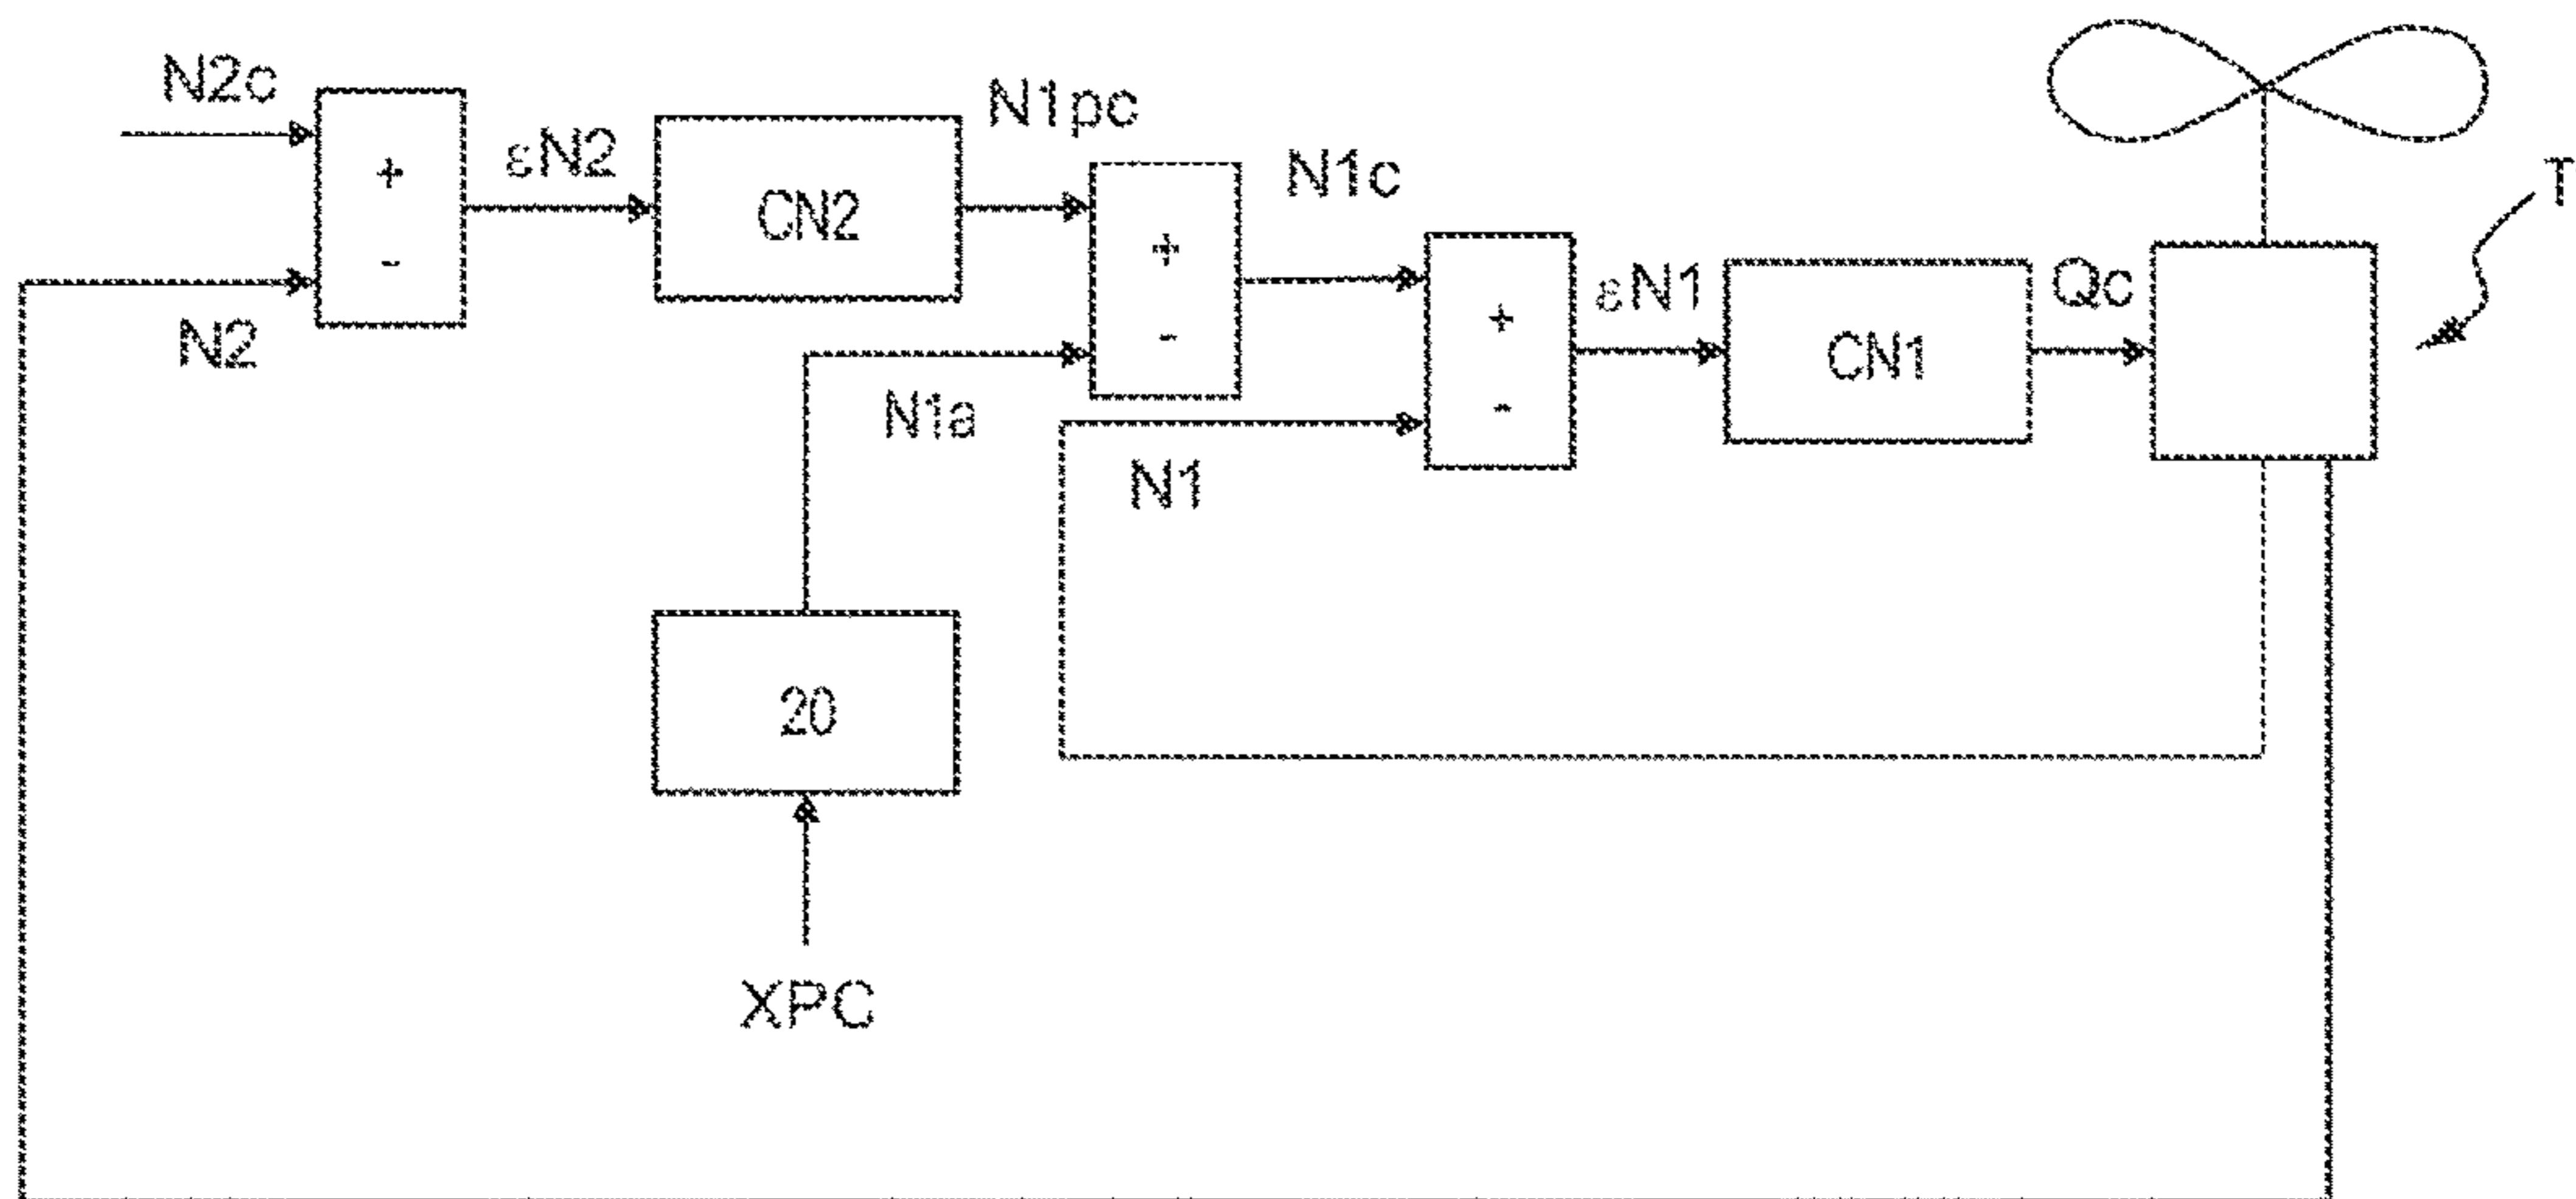 N2c
+
-
N2
εN2
CN2
N1pc
+
-
N1a
N1c
+
-
N1
εN1
CN1
Qc
T
20
XPC